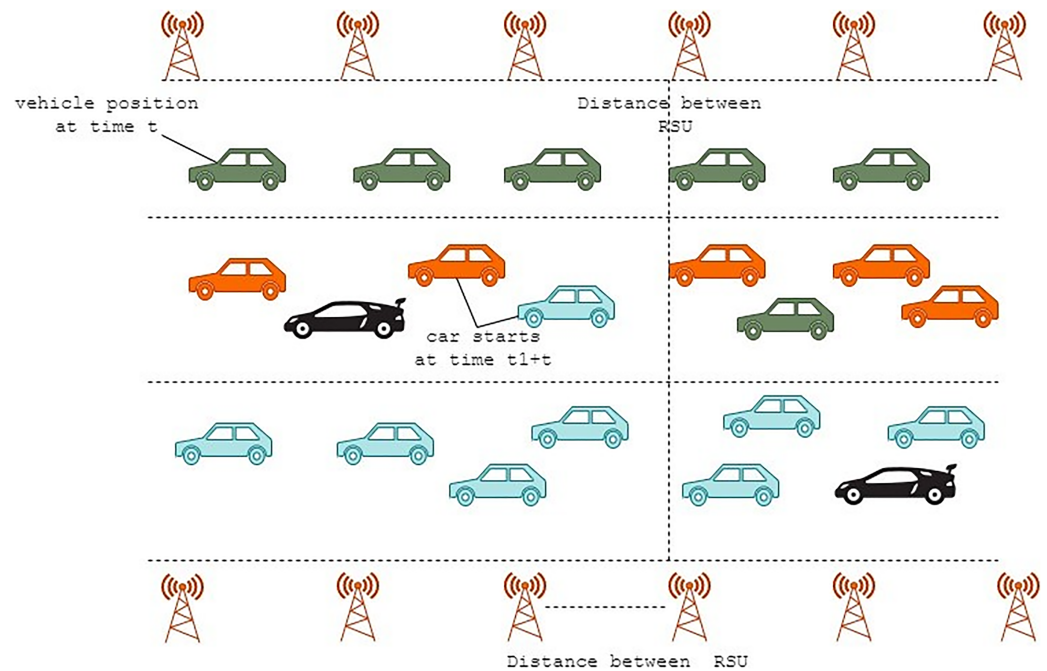 vehicle position
at time t
Distance between
RSU
car starts
at time t1+t
Distance between RSU